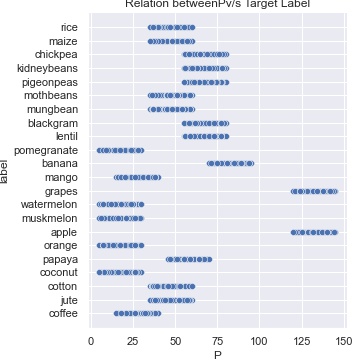 Relation betweenPv/s Target Label
rice
maize
chickpea
kidneybeans
pigeonpeas
mothbeans
mungbean
blackgram
lentil
pomegranate
banana
mango
grapes
watermelon
muskmelon
apple
orange
papaya
coconut
cotton
jute
coffee
label
0 25 50 75 100 125 150
P